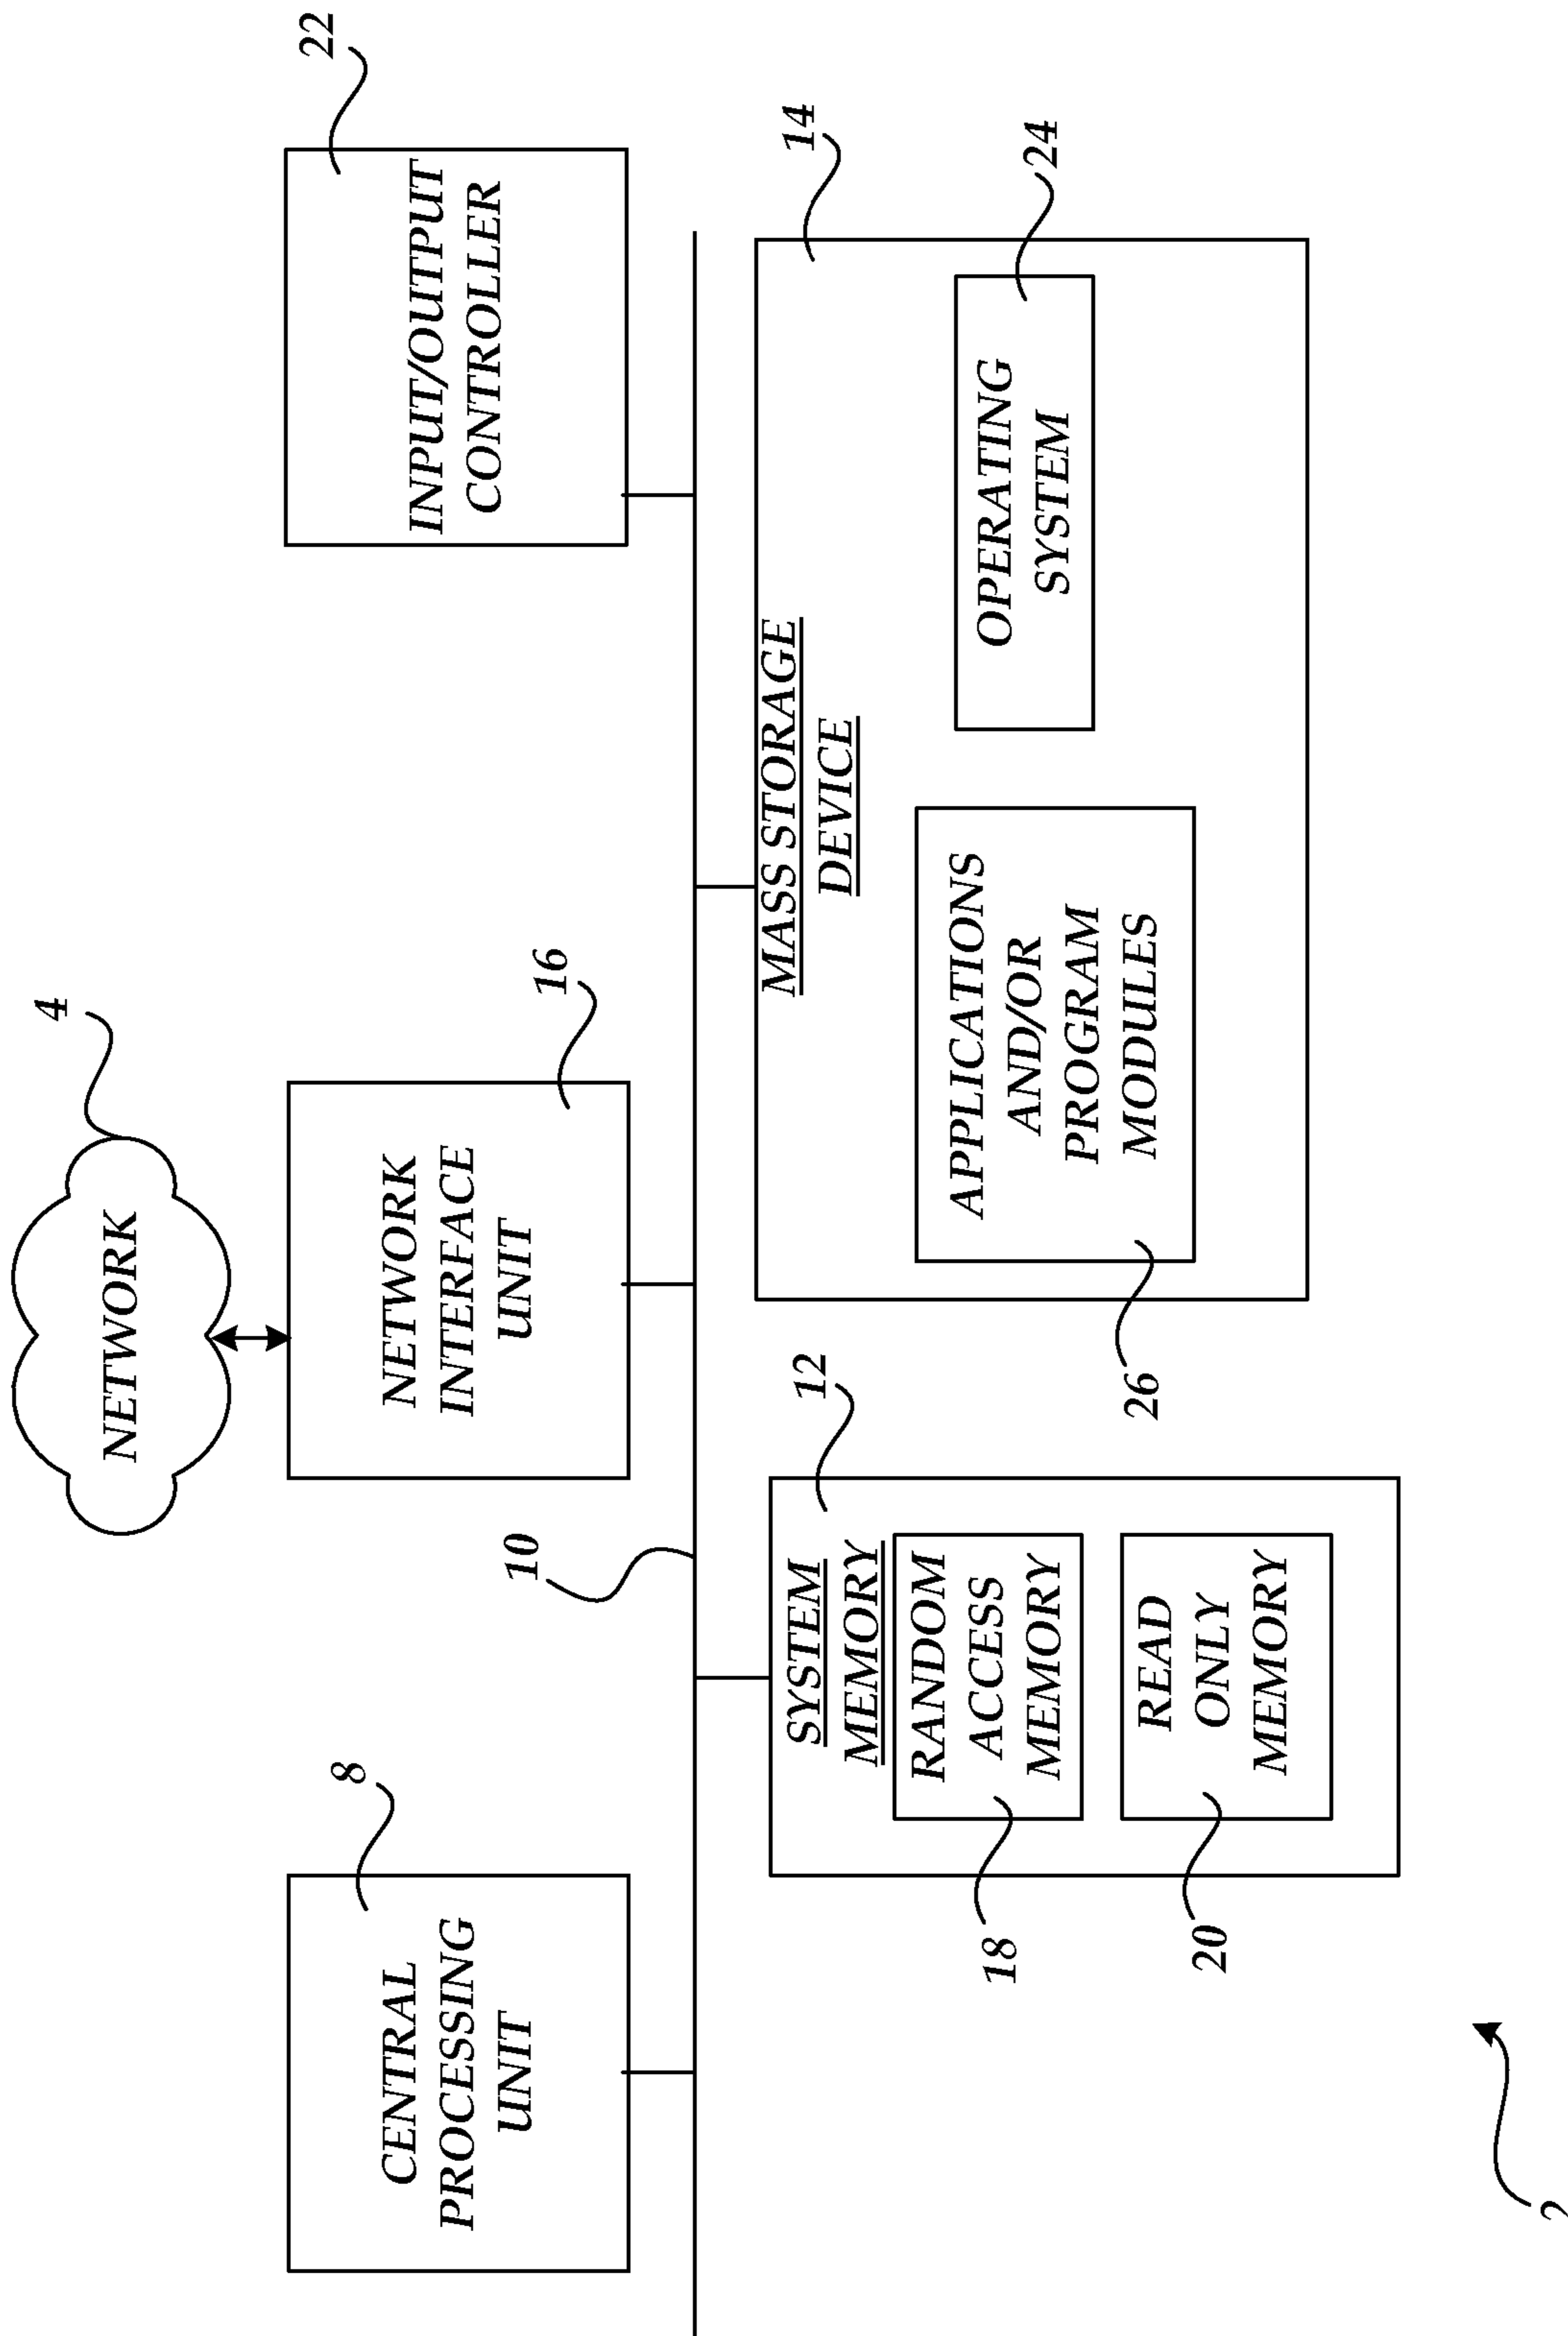 4
NETWORK
8
CENTRAL
PROCESSING
UNIT
16
NETWORK
INTERFACE
UNIT
22
INPUT/OUTPUT
CONTROLLER
10
12
SYSTEM
MEMORY
RANDOM
ACCESS
MEMORY
18
READ
ONLY
MEMORY
20
14
MASS STORAGE
DEVICE
24
OPERATING
SYSTEM
APPLICATIONS
AND/OR
PROGRAM
MODULES
26
2